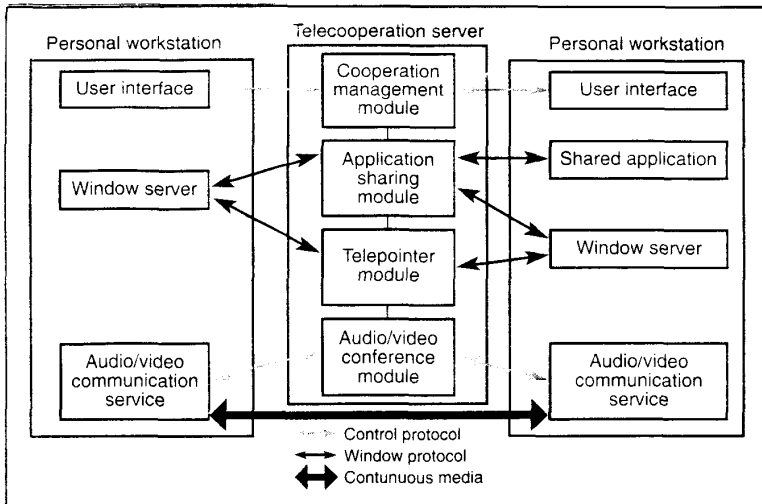 Personal workstation
Telecooperation server
Personal workstation
User interface
Window server
Audio/video
communication
service
Cooperation
management
module
Application
sharing
module
Telepointer
module
Audio/video
conference
module
User interface
Shared application
Window server
Audio/video
communication
service
Control protocol
Window protocol
Contunuous media